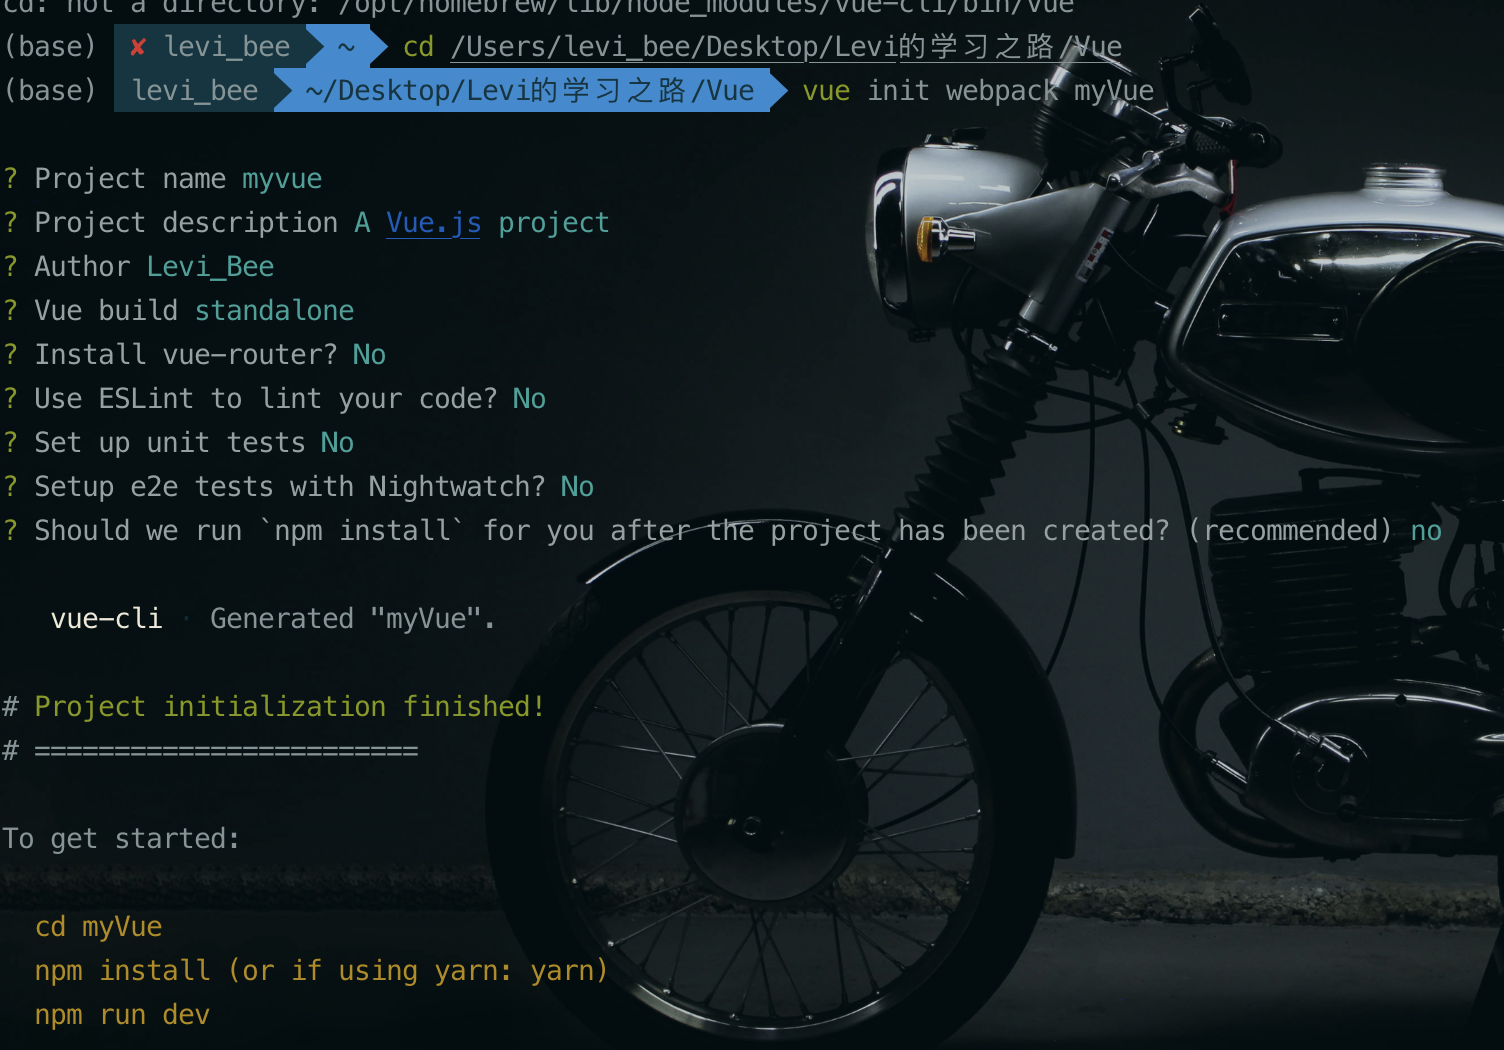 cd: not a directory: /opt/homebrew/lib/node_modules/vue-cli/bin/vue
(base) ✘ levi_bee ~ cd /Users/levi_bee/Desktop/Levi的学习之路/Vue
(base) levi_bee ~/Desktop/Levi的学习之路/Vue vue init webpack myVue
? Project name myvue
? Project description A Vue.js project
? Author Levi_Bee
? Vue build standalone
? Install vue-router? No
? Use ESLint to lint your code? No
? Set up unit tests No
? Setup e2e tests with Nightwatch? No
? Should we run `npm install` for you after the project has been created? (recommended) no
vue-cli · Generated "myVue".
# Project initialization finished!
# ========================
To get started:
cd myVue
npm install (or if using yarn: yarn)
npm run dev